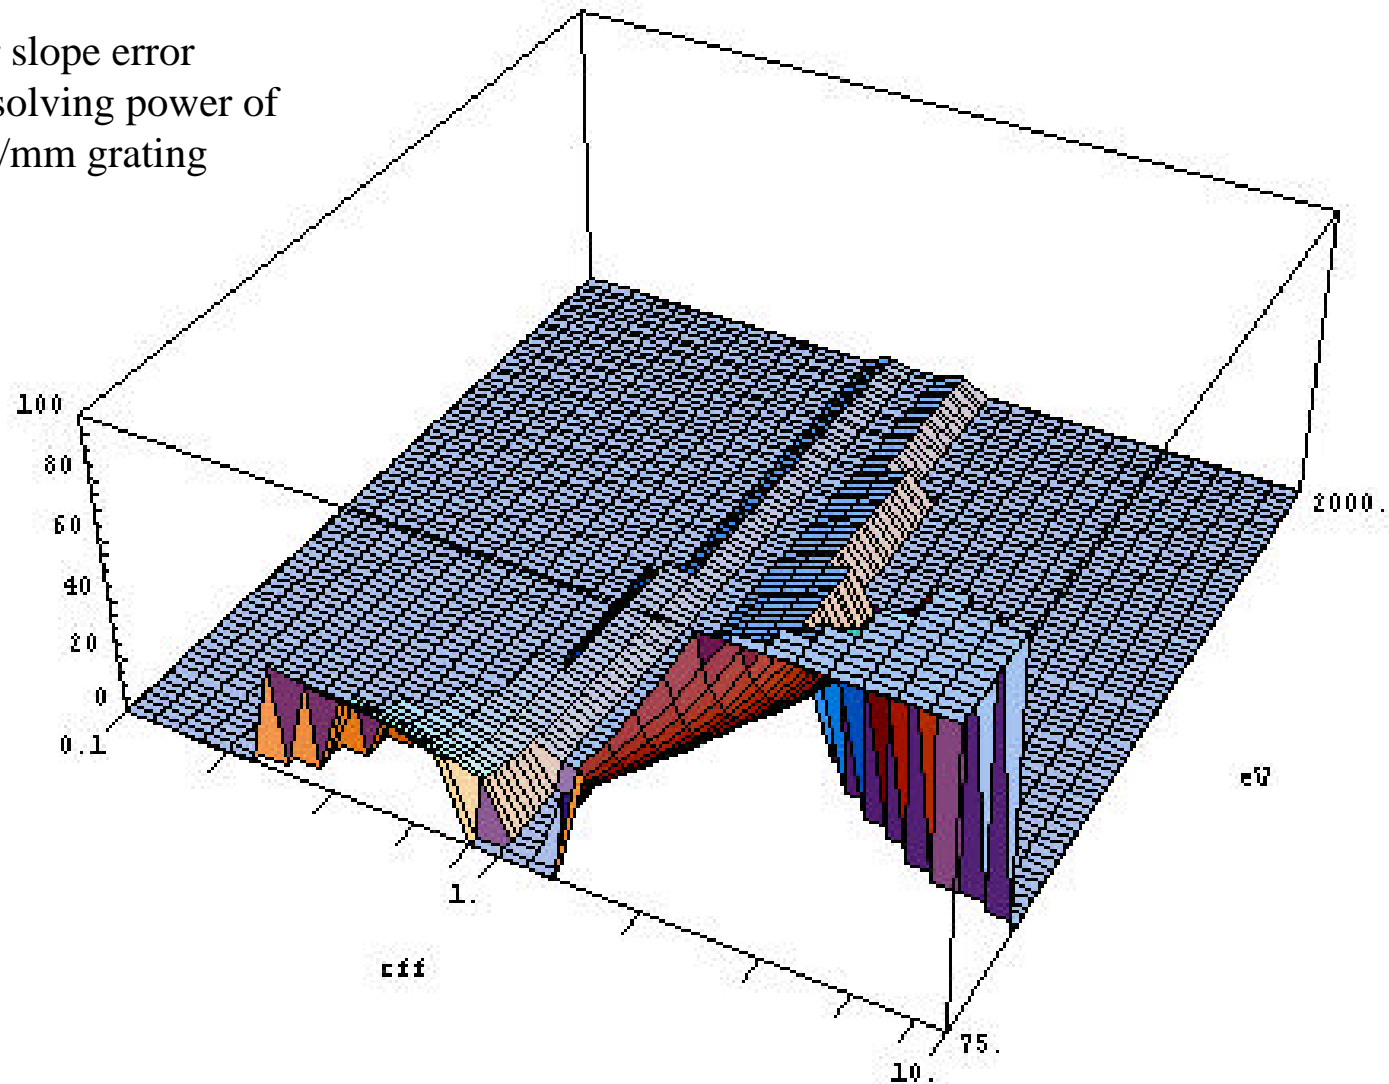 slope error
solving power of
/mm grating
100
80
60
40
20
0
0.1
1.
10.
cff
75.
eV
2000.